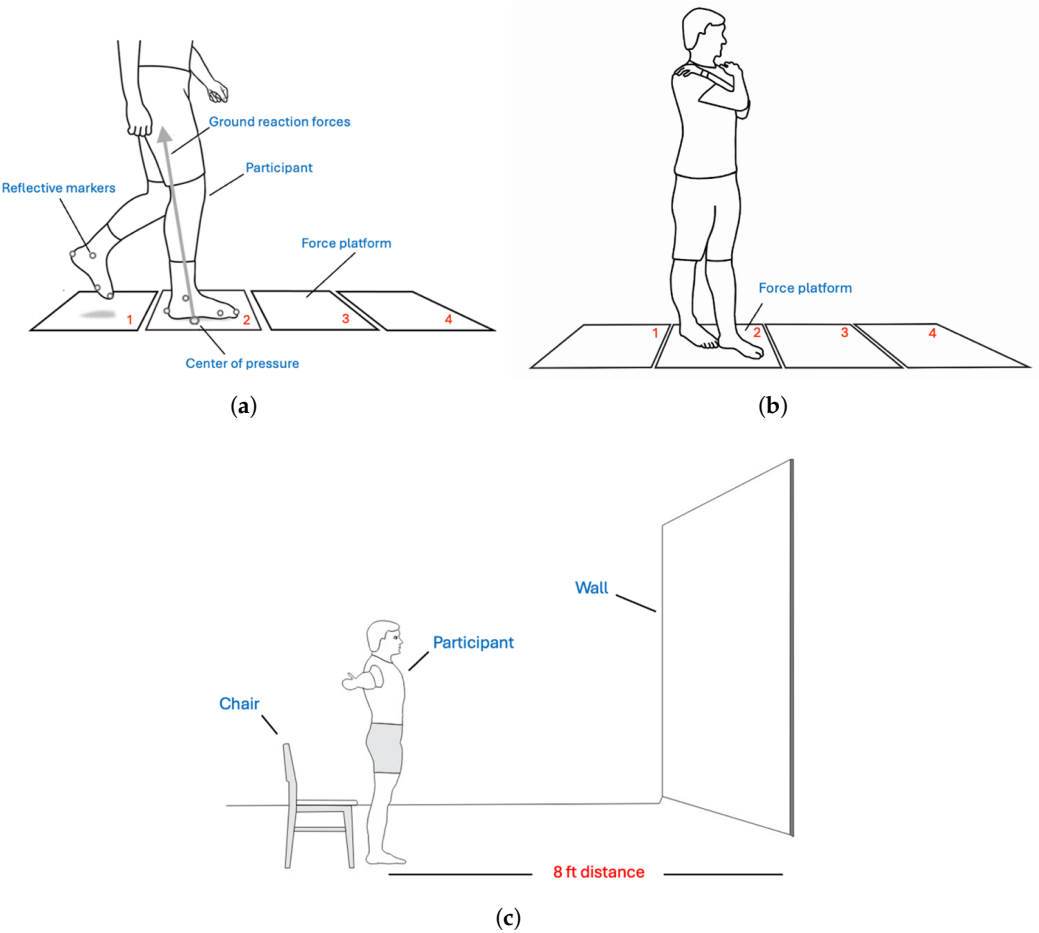 Ground reaction forces
Participant
Reflective markers
Force platform
1
2
3
4
Center of pressure
(a)
Force platform
1
2
3
4
(b)
Wall
Participant
Chair
8 ft distance
(c)